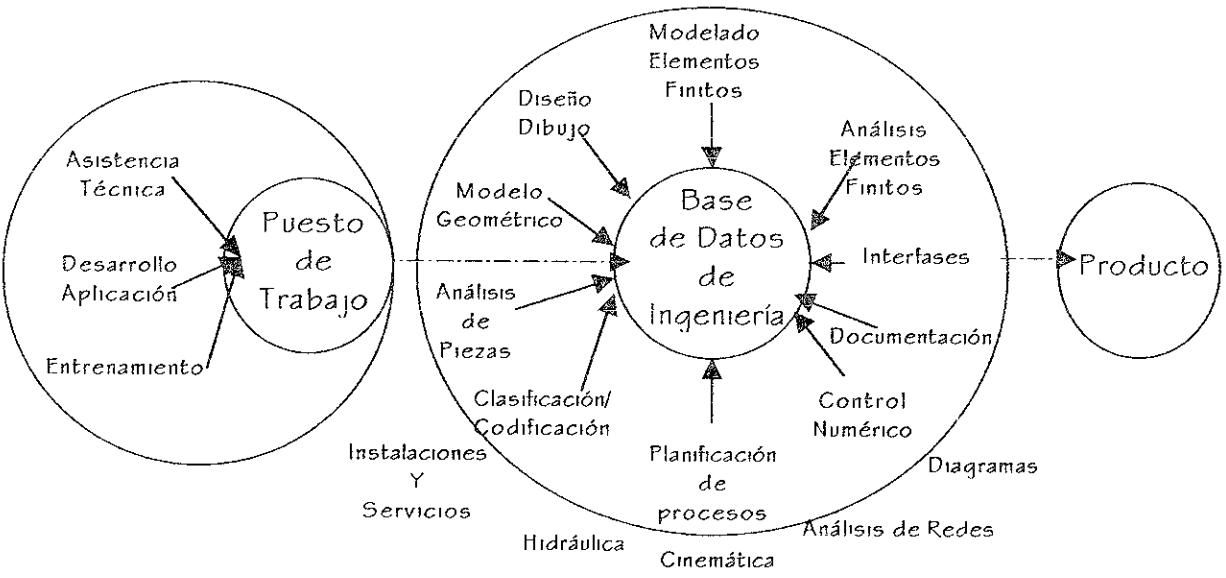 Asistencia
Técnica
Desarrollo
Aplicación
Entrenamiento
Puesto
de
Trabajo
Modelado
Elementos
Finitos
Diseño
Dibujo
Modelo
Geométrico
Análisis
de
Piezas
Clasificación/
Codificación
Base
de Datos
de
Ingeniería
Análisis
Elementos
Finitos
Interfases
Documentación
Control
Numérico
Planificación
de
procesos
Instalaciones
Y
Servicios
Hidráulica
Cinemática
Análisis de Redes
Diagramas
Producto